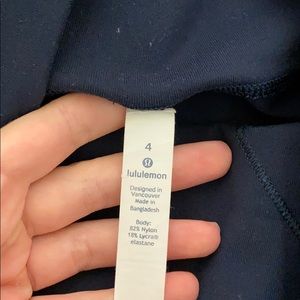 4
lululemon
Designed in
Vancouver
Made in
Bangladesh
Body:
82% Nylon
18% Lycra®
elastane